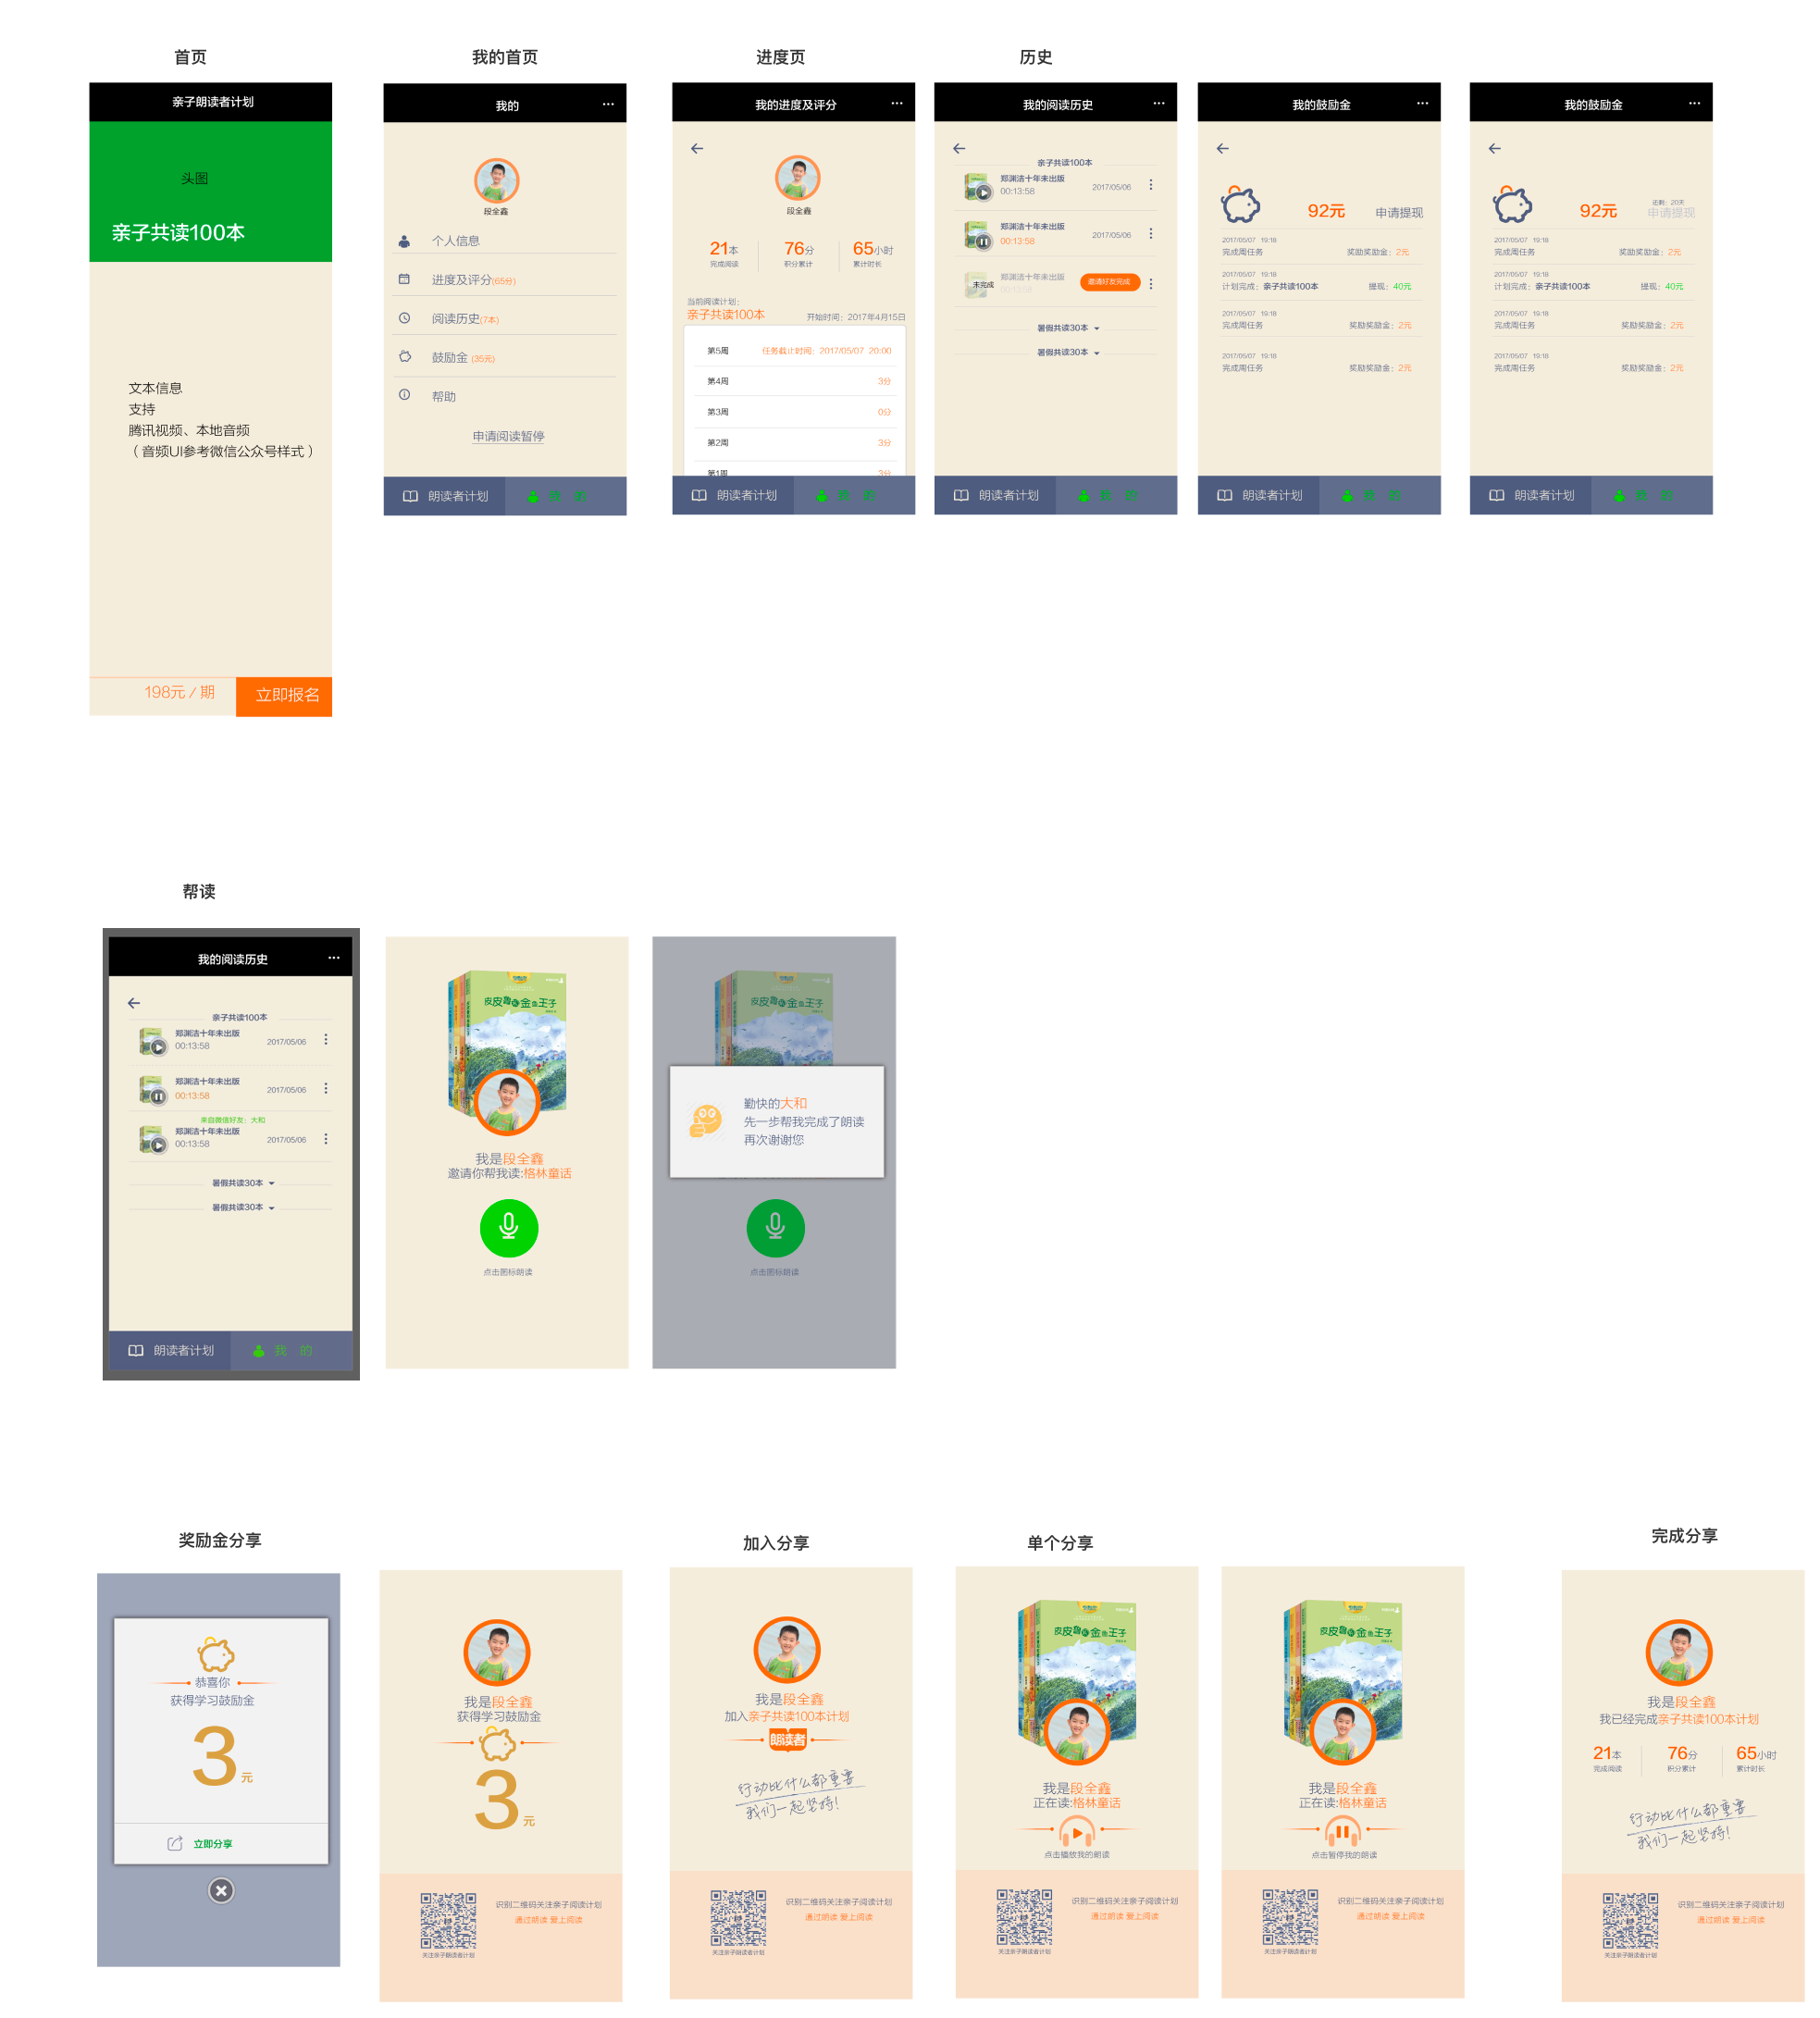 首页
亲子朗读者计划
头图
亲子共读100本
文本信息
支持
腾讯视频、本地音频
（音频UI参考微信公众号样式）
198元 / 期
立即报名
我的首页
我的
段全鑫
个人信息
进度及评分(65分)
阅读历史(7本)
鼓励金 (35元)
帮助
申请阅读暂停
朗读者计划
进度页
我的进度及评分
段全鑫
21本 76分 65小时
完成阅读 积分累计 累计时长
当前阅读计划：
亲子共读100本 开始时间：2017年4月15日
第5周 任务截止时间：2017/05/07 20:00
第4周 3分
第3周 0分
第2周 3分
第1周 3分
朗读者计划 我 的
历史
我的阅读历史
亲子共读100本
郑渊洁十年未出版
00:13:58 2017/05/06
郑渊洁十年未出版
00:13:58 2017/05/06
未完成 郑渊洁十年未出版
00:13:58 邀请好友完成
暑假共读30本
暑假共读30本
朗读者计划 我 的
我的鼓励金
92元 申请提现
2017/05/07 19:18
完成周任务 奖励奖励金：2元
2017/05/07 19:18
计划完成：亲子共读100本 提现：40元
2017/05/07 19:18
完成周任务 奖励奖励金：2元
2017/05/07 19:18
完成周任务 奖励奖励金：2元
朗读者计划 我 的
我的鼓励金
还剩：20天
92元 申请提现
2017/05/07 19:18
完成周任务 奖励奖励金：2元
2017/05/07 19:18
计划完成：亲子共读100本 提现：40元
2017/05/07 19:18
完成周任务 奖励奖励金：2元
2017/05/07 19:18
完成周任务 奖励奖励金：2元
朗读者计划 我 的
帮读
我的阅读历史
亲子共读100本
郑渊洁十年未出版
00:13:58 2017/05/06
郑渊洁十年未出版
00:13:58 2017/05/06
来自微信好友：大和
郑渊洁十年未出版
00:13:58 2017/05/06
暑假共读30本
暑假共读30本
朗读者计划 我 的
皮皮鲁和金鱼王子
我是段全鑫
邀请你帮我读:格林童话
点击图标朗读
皮皮鲁和金鱼王子
勤快的大和
先一步帮我完成了朗读
再次谢谢您
点击图标朗读
奖励金分享
恭喜你
获得学习鼓励金
3元
立即分享
我是段全鑫
获得学习鼓励金
3元
识别二维码关注亲子阅读计划
通过朗读 爱上阅读
关注亲子朗读者计划
加入分享
我是段全鑫
加入亲子共读100本计划
朗读者
行动比什么都重要
我们一起坚持!
识别二维码关注亲子阅读计划
通过朗读 爱上阅读
关注亲子朗读者计划
单个分享
皮皮鲁和金鱼王子
我是段全鑫
正在读:格林童话
点击播放我的朗读
识别二维码关注亲子阅读计划
通过朗读 爱上阅读
关注亲子朗读者计划
皮皮鲁和金鱼王子
我是段全鑫
正在读:格林童话
点击暂停我的朗读
识别二维码关注亲子阅读计划
通过朗读 爱上阅读
关注亲子朗读者计划
完成分享
我是段全鑫
我已经完成亲子共读100本计划
21本 76分 65小时
完成阅读 积分累计 累计时长
行动比什么都重要
我们一起坚持!
识别二维码关注亲子阅读计划
通过朗读 爱上阅读
关注亲子朗读者计划